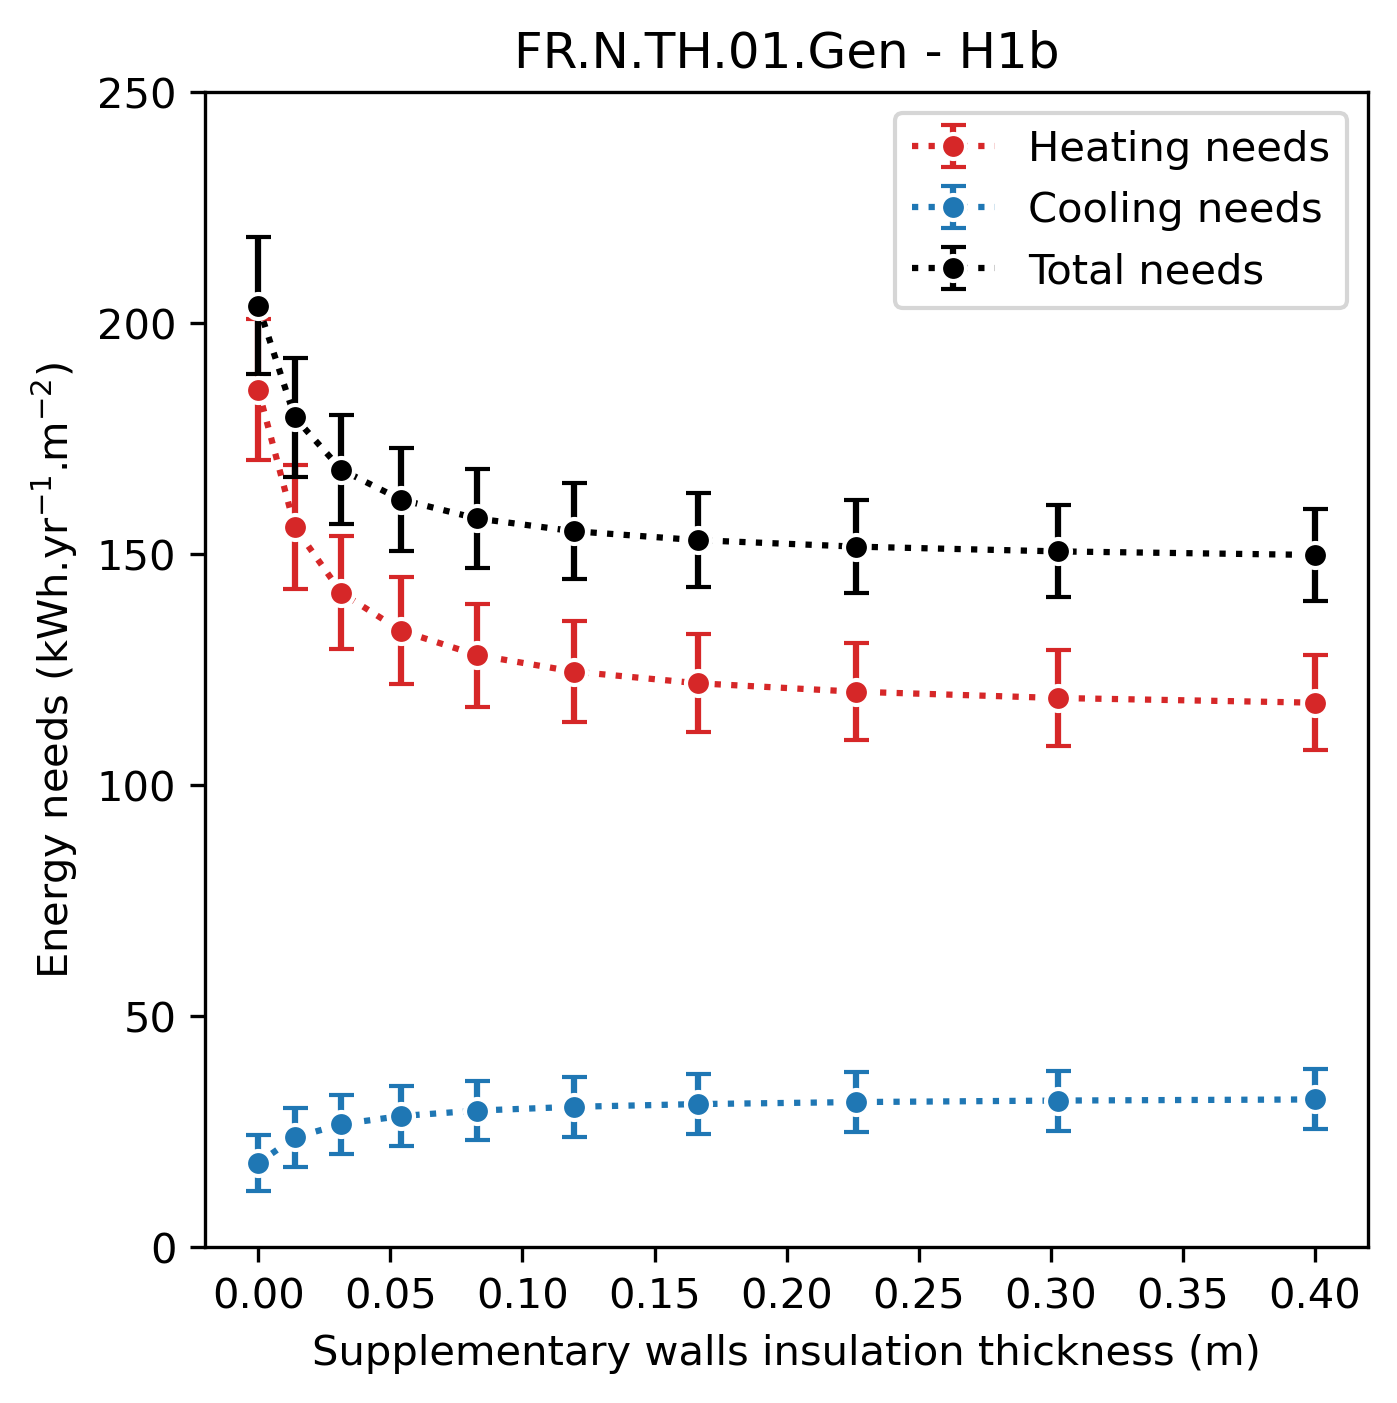 FR.N.TH.01.Gen - H1b
250
200
150
100
50
0
Energy needs (kWh.yr⁻¹.m⁻²)
Heating needs
Cooling needs
Total needs
0.00 0.05 0.10 0.15 0.20 0.25 0.30 0.35 0.40
Supplementary walls insulation thickness (m)